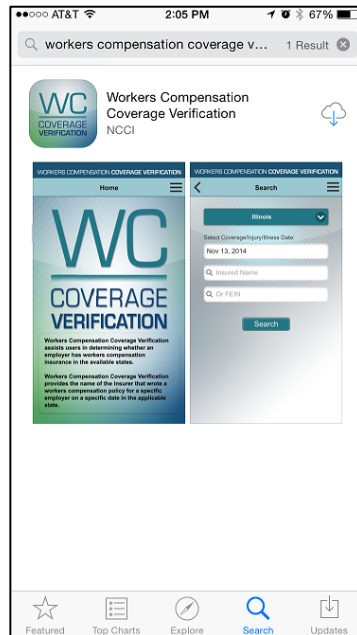 AT&T 2:05 PM 67%
workers compensation coverage v... 1 Result
WC
COVERAGE
VERIFICATION
Workers Compensation
Coverage Verification
NCCI
WORKERS COMPENSATION COVERAGE VERIFICATION
Home
WC
COVERAGE
VERIFICATION
Workers Compensation Coverage Verification
assists users in determining whether an
employer has workers compensation
insurance in the available states.
Workers Compensation Coverage Verification
provides the name of the insurer that wrote a
workers compensation policy for a specific
employer on a specific date in the applicable
state.
WORKERS COMPENSATION COVERAGE VERIFICATION
Search
Illinois
Select Coverage/Injury/Illness Date:
Nov 13, 2014
Insured Name
Or FEIN
Search
Featured Top Charts Explore Search Updates